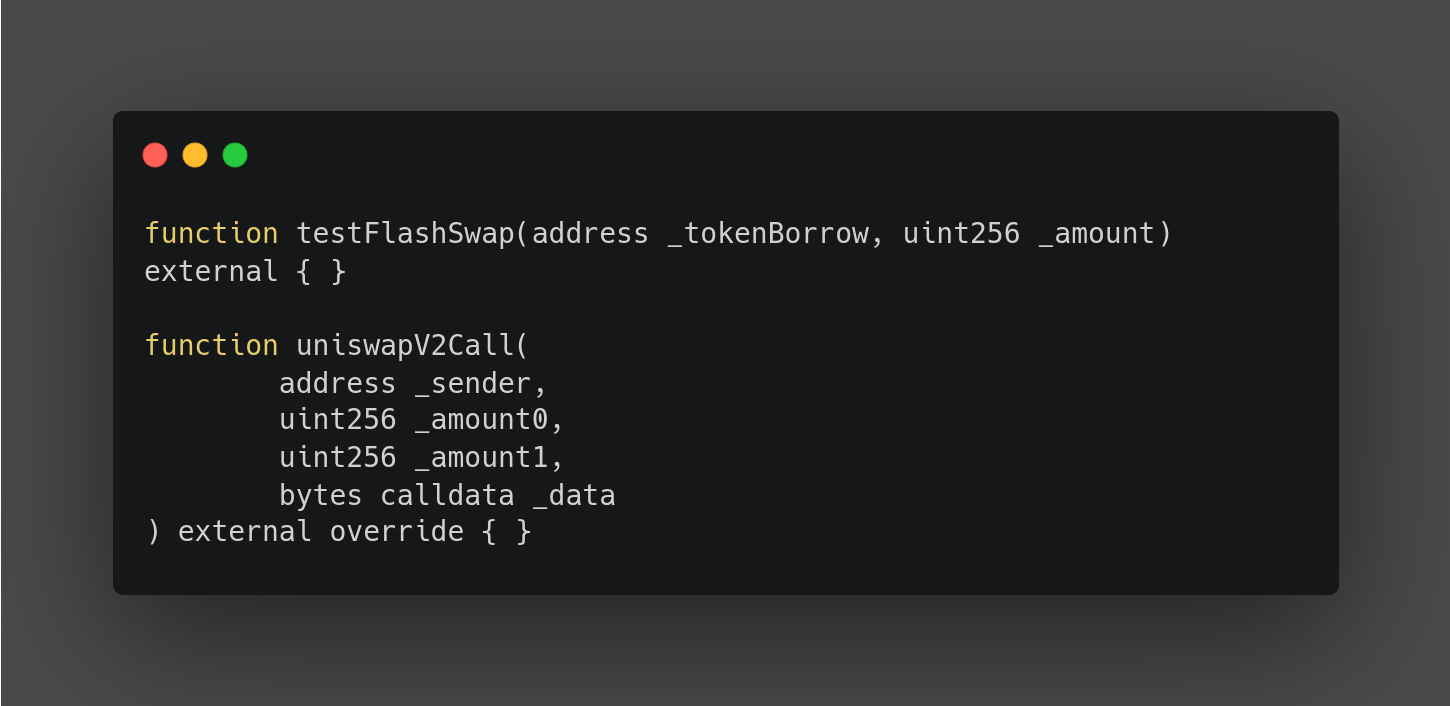 function testFlashSwap(address _tokenBorrow, uint256 _amount)
external { }

function uniswapV2Call(
        address _sender,
        uint256 _amount0,
        uint256 _amount1,
        bytes calldata _data
) external override { }